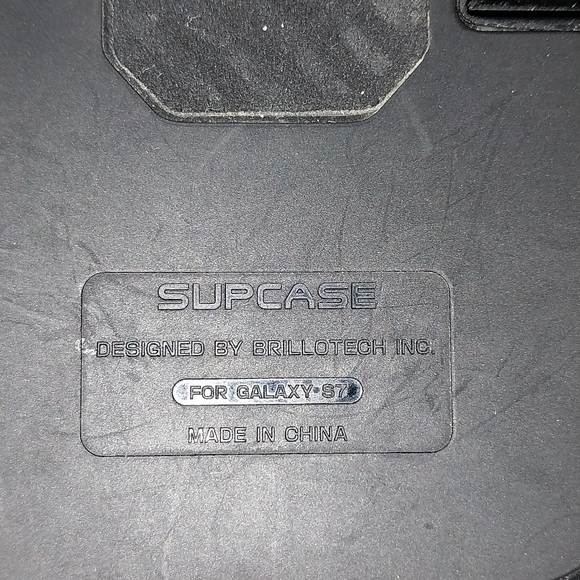 SUPCASE
DESIGNED BY BRILLOTECH INC.
FOR GALAXY S7
MADE IN CHINA